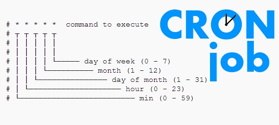 # * * * * * command to execute
# ┬ ┬ ┬ ┬ ┬
# │ │ │ │ │
# │ │ │ │ │
# │ │ │ │ └───── day of week (0 - 7)
# │ │ │ └────────── month (1 - 12)
# │ │ └─────────────── day of month (1 - 31)
# │ └──────────────────── hour (0 - 23)
# └───────────────────────── min (0 - 59)
CRON
job